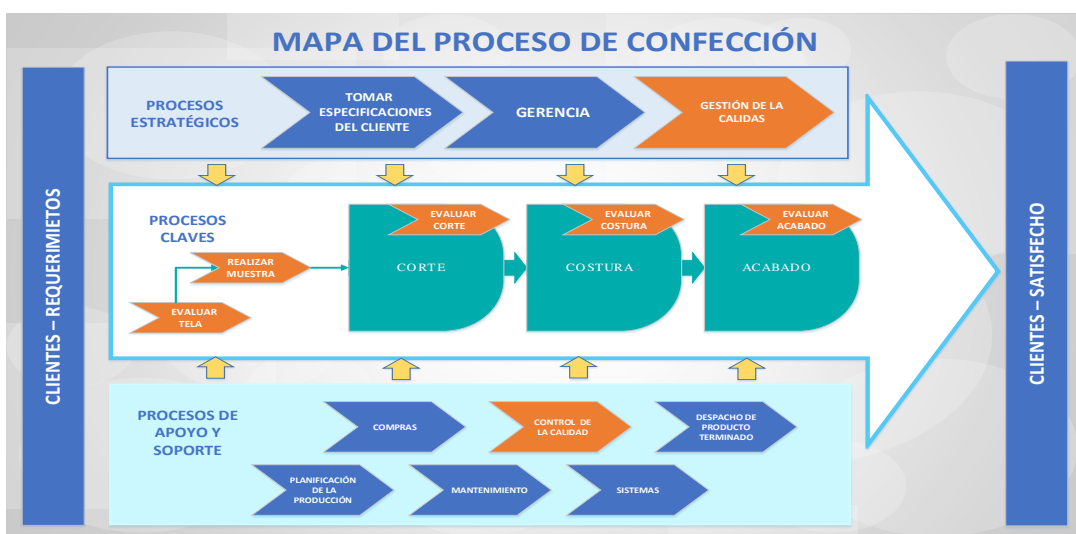 MAPA DEL PROCESO DE CONFECCIÓN
CLIENTES – REQUERIMIETOS
PROCESOS
ESTRATÉGICOS
TOMAR
ESPECIFICACIONES
DEL CLIENTE
GERENCIA
GESTIÓN DE LA
CALIDAS
PROCESOS
CLAVES
EVALUAR
TELA
REALIZAR
MUESTRA
EVALUAR
CORTE
CORTE
EVALUAR
COSTURA
COSTURA
EVALUAR
ACABADO
ACABADO
PROCESOS DE
APOYO Y
SOPORTE
COMPRAS
CONTROL DE
LA CALIDAD
DESPACHO DE
PRODUCTO
TERMINADO
PLANIFICACIÓN
DE LA
PRODUCCIÓN
MANTENIMIENTO
SISTEMAS
CLIENTES – SATISFECHO